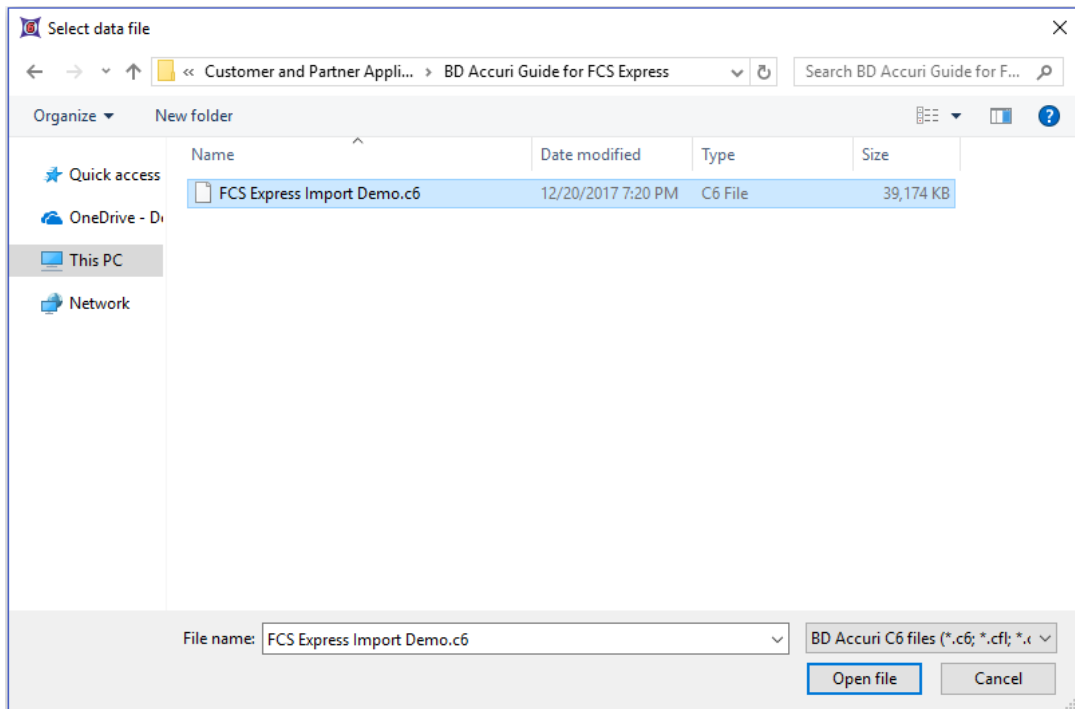 Select data file
« Customer and Partner Appli... › BD Accuri Guide for FCS Express
Search BD Accuri Guide for F...
Organize
New folder
Name Date modified Type Size
Quick access
OneDrive - D
This PC
Network
FCS Express Import Demo.c6 12/20/2017 7:20 PM C6 File 39,174 KB
File name: FCS Express Import Demo.c6
BD Accuri C6 files (*.c6; *.cfl; *.
Open file Cancel